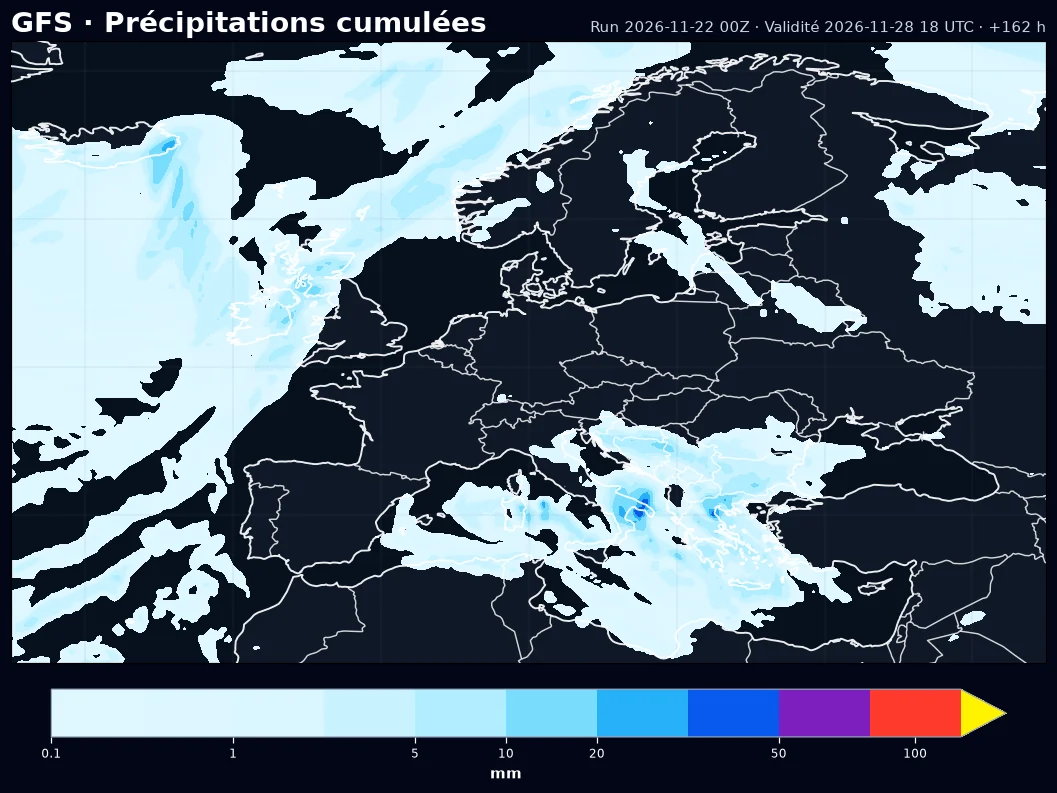 GFS · Précipitations cumulées
Run 2026-11-22 00Z · Validité 2026-11-28 18 UTC · +162 h
0.1 1 5 10 20 50 100
mm